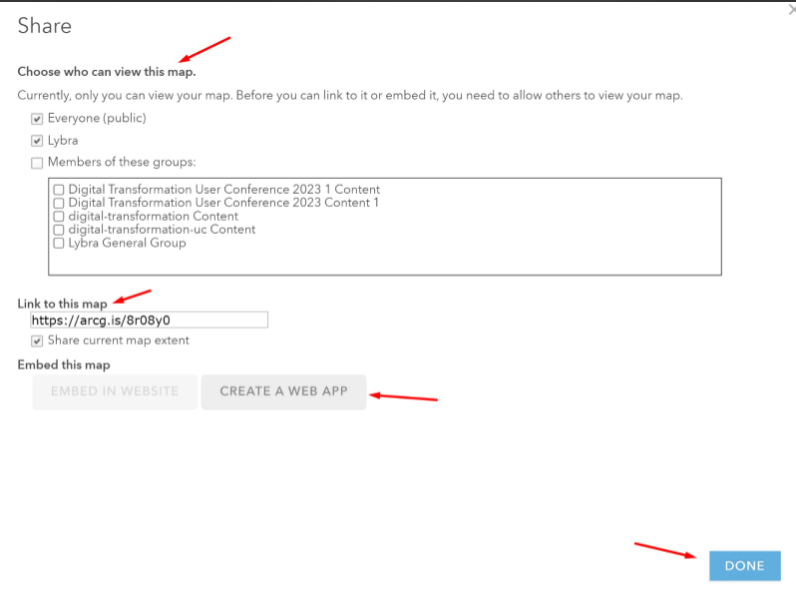 Share
Choose who can view this map.
Currently, only you can view your map. Before you can link to it or embed it, you need to allow others to view your map.
Everyone (public)
Lybra
Members of these groups:
Digital Transformation User Conference 2023 1 Content
Digital Transformation User Conference 2023 Content 1
digital-transformation Content
digital-transformation-uc Content
Lybra General Group
Link to this map
https://arcg.is/8r08y0
Share current map extent
Embed this map
EMBED IN WEBSITE CREATE A WEB APP
DONE